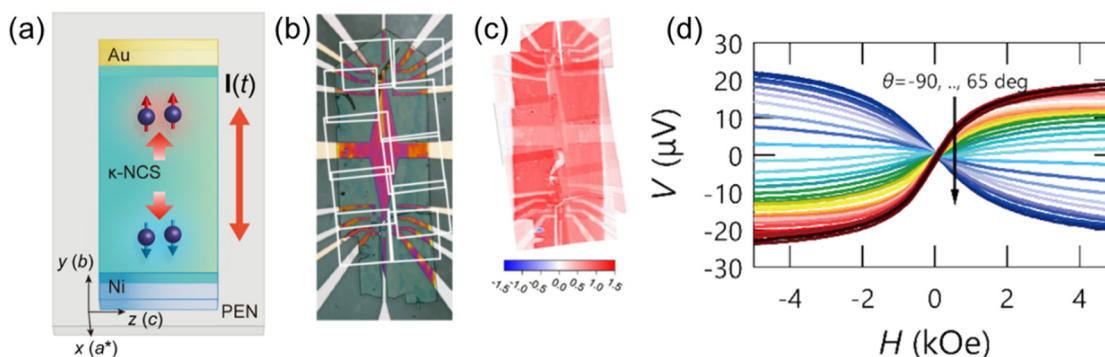 (a)
Au
I(t)
κ-NCS
y (b)
Ni
z (c)
PEN
x (a*)
(b)
(c)
-1.5 -1.0 -0.5 0.0 0.5 1.0 1.5
(d)
30
20
10
0
-10
-20
-30
V (μV)
θ=-90, .., 65 deg
-4 -2 0 2 4
H (kOe)